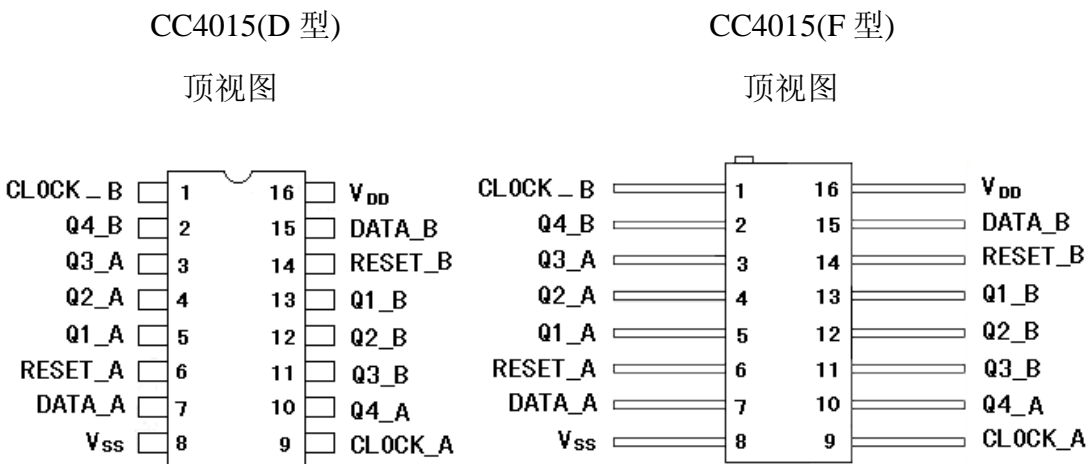 CC4015(D 型)
顶视图
CLOCK_B 1 16 VDD
Q4_B 2 15 DATA_B
Q3_A 3 14 RESET_B
Q2_A 4 13 Q1_B
Q1_A 5 12 Q2_B
RESET_A 6 11 Q3_B
DATA_A 7 10 Q4_A
VSS 8 9 CLOCK_A
CC4015(F 型)
顶视图
CLOCK_B 1 16 VDD
Q4_B 2 15 DATA_B
Q3_A 3 14 RESET_B
Q2_A 4 13 Q1_B
Q1_A 5 12 Q2_B
RESET_A 6 11 Q3_B
DATA_A 7 10 Q4_A
VSS 8 9 CLOCK_A